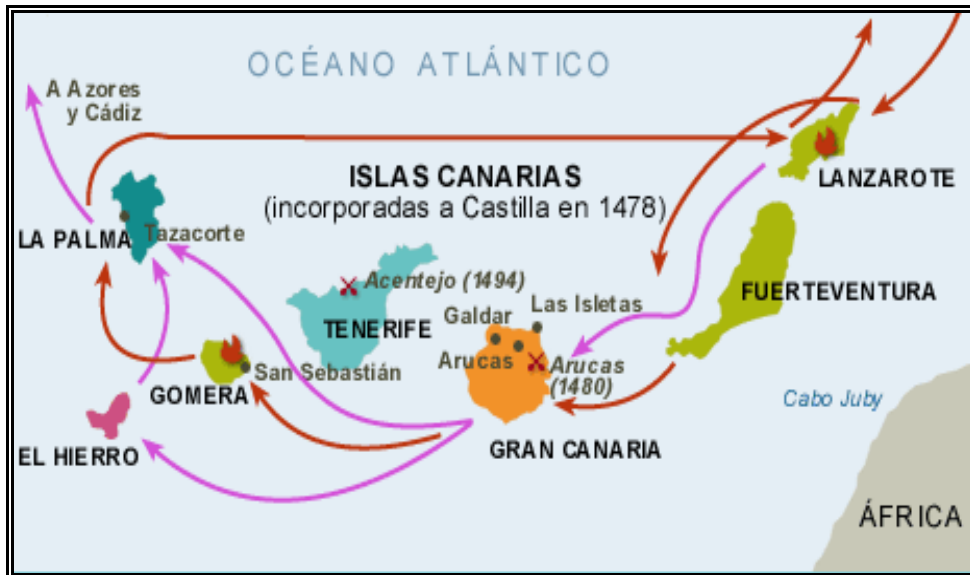 OCÉANO ATLÁNTICO
A Azores
y Cádiz
ISLAS CANARIAS
(incorporadas a Castilla en 1478)
LANZAROTE
LA PALMA
Tazacorte
Acentejo (1494)
FUERTEVENTURA
Las Isletas
Galdar
TENERIFE
Arucas
Arucas
(1480)
San Sebastián
GOMERA
Cabo Juby
EL HIERRO
GRAN CANARIA
ÁFRICA